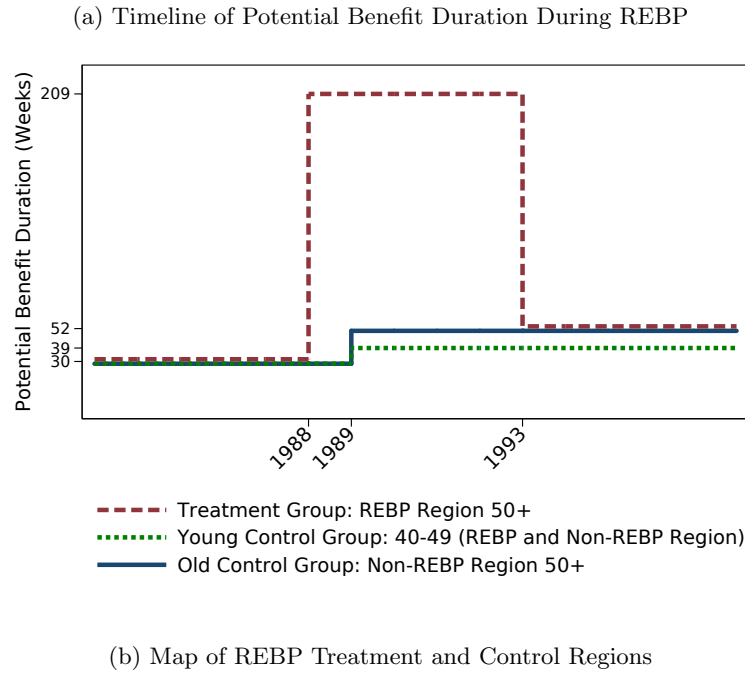 (a) Timeline of Potential Benefit Duration During REBP
Potential Benefit Duration (Weeks)
209
52
39
30
1988
1989
1993
Treatment Group: REBP Region 50+
Young Control Group: 40-49 (REBP and Non-REBP Region)
Old Control Group: Non-REBP Region 50+
(b) Map of REBP Treatment and Control Regions